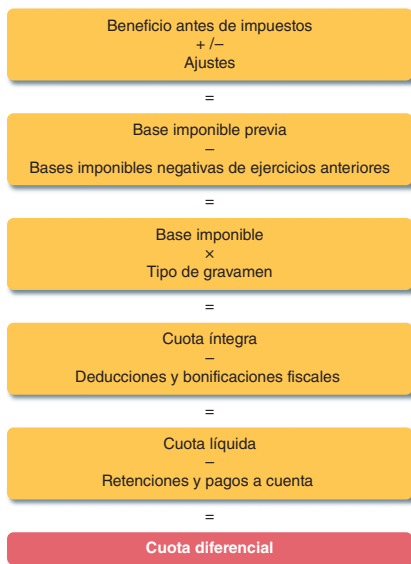 Beneficio antes de impuestos
+ /–
Ajustes
=
Base imponible previa
–
Bases imponibles negativas de ejercicios anteriores
=
Base imponible
×
Tipo de gravamen
=
Cuota íntegra
–
Deducciones y bonificaciones fiscales
=
Cuota líquida
–
Retenciones y pagos a cuenta
=
Cuota diferencial